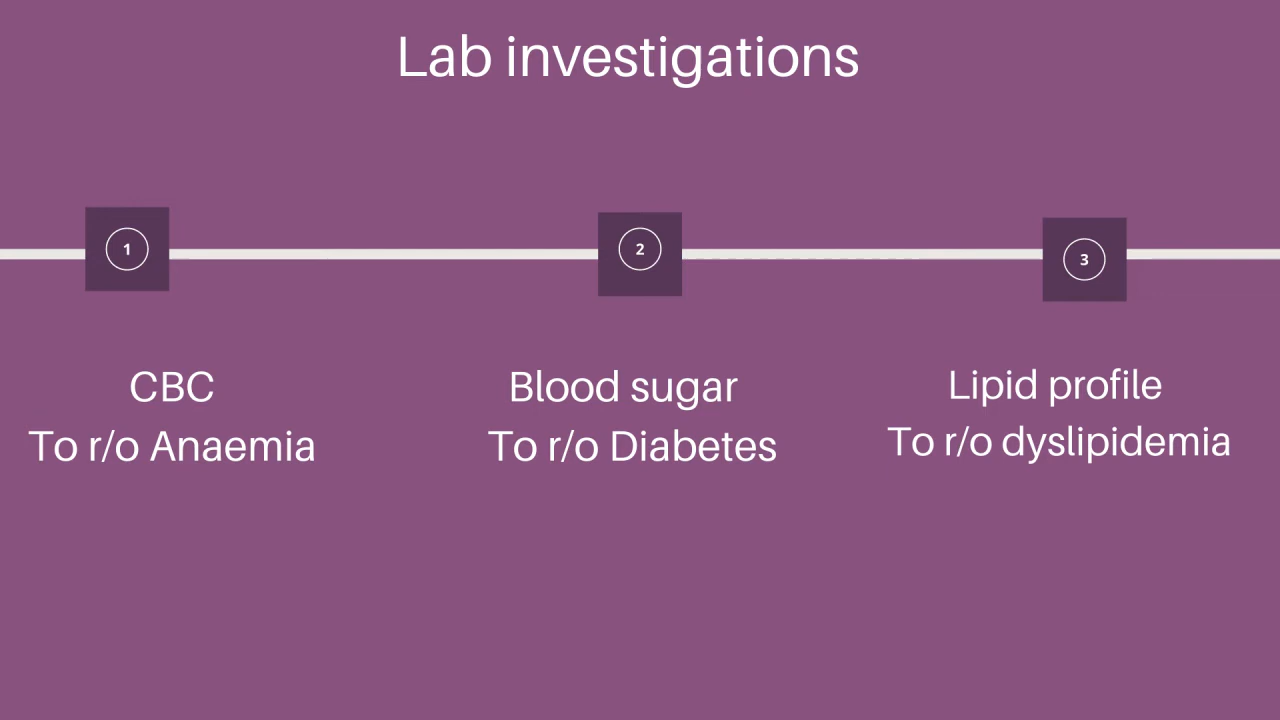 Lab investigations
1
2
3
CBC
To r/o Anaemia
Blood sugar
To r/o Diabetes
Lipid profile
To r/o dyslipidemia